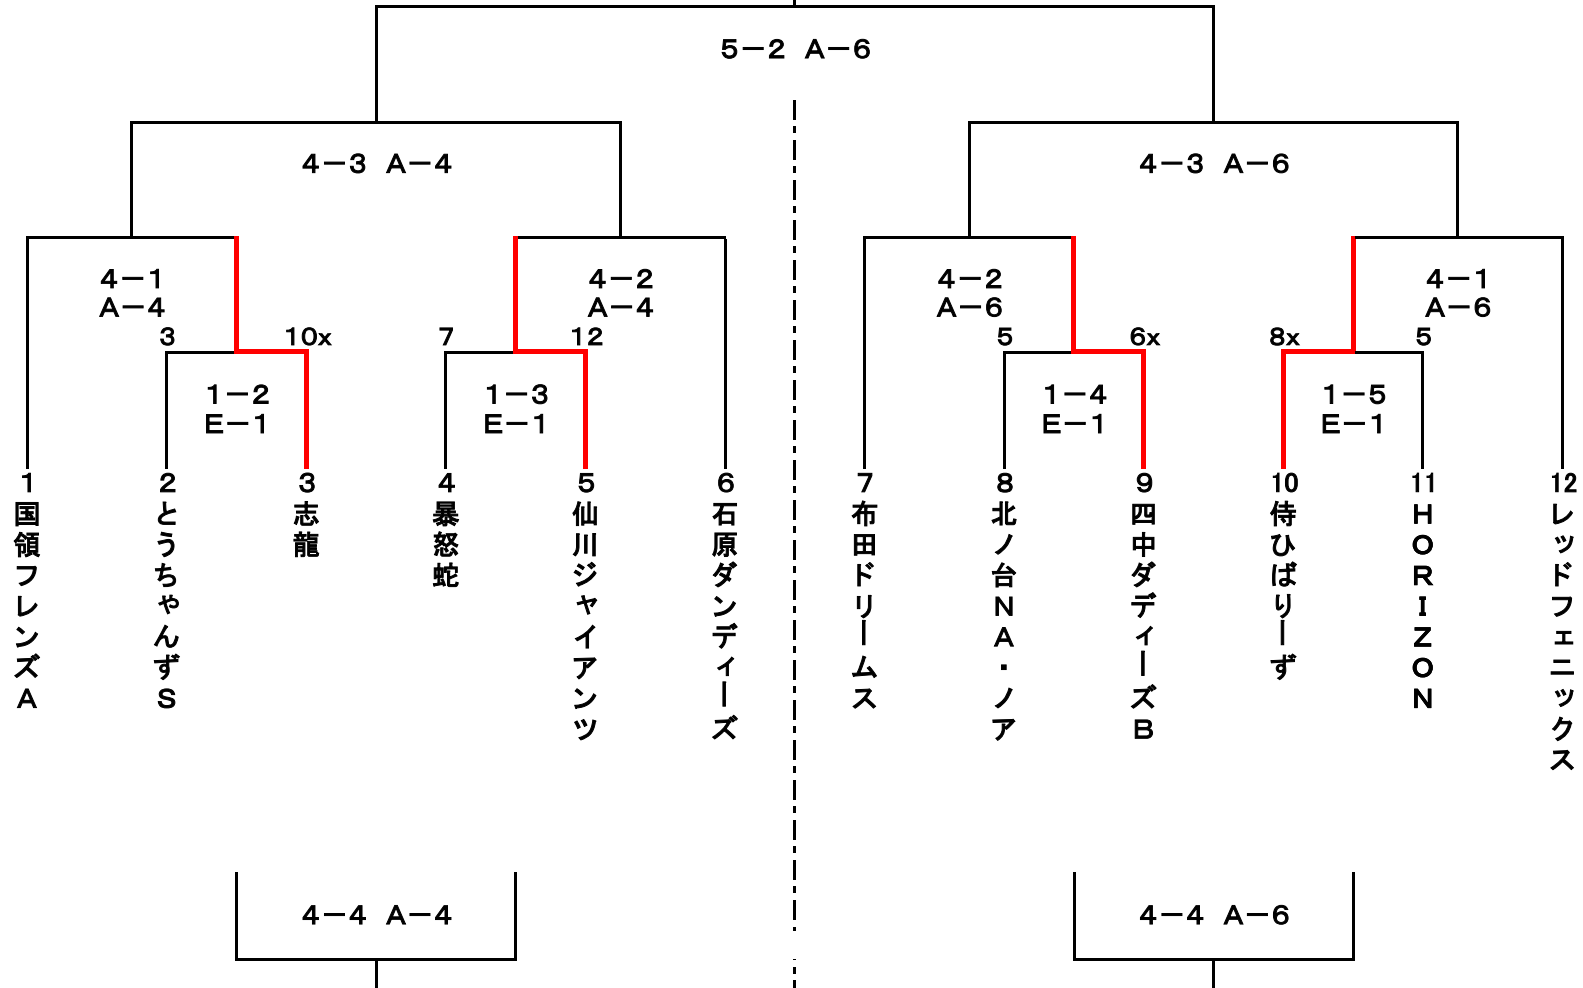 5－2 A－6
4－3 A－4
4－3 A－6
4－1
A－4
4－2
A－4
4－2
A－6
4－1
A－6
3
10x
7
12
5
6x
8x
5
1－2
E－1
1－3
E－1
1－4
E－1
1－5
E－1
1
国領フレンズA
2
とうちゃんずS
3
志龍
4
暴怒蛇
5
仙川ジャイアンツ
6
石原ダンディーズ
7
布田ドリームス
8
北ノ台NA・ノア
9
四中ダディーズB
10
侍ひばりーず
11
HORIZON
12
レッドフェニックス
4－4 A－4
4－4 A－6